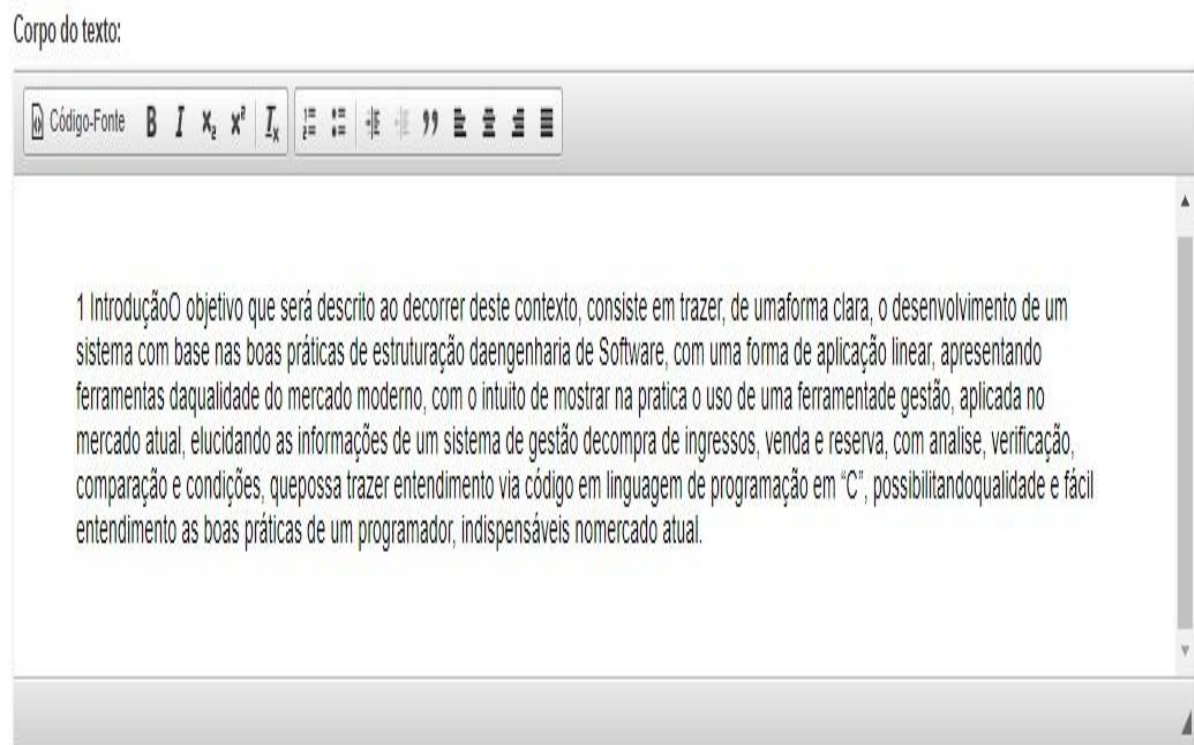 Corpo do texto:
Código-Fonte B I x₂ x² Tx
1 IntroduçãoO objetivo que será descrito ao decorrer deste contexto, consiste em trazer, de umaforma clara, o desenvolvimento de um
sistema com base nas boas práticas de estruturação daengenharia de Software, com uma forma de aplicação linear, apresentando
ferramentas daqualidade do mercado moderno, com o intuito de mostrar na pratica o uso de uma ferramentade gestão, aplicada no
mercado atual, elucidando as informações de um sistema de gestão decompra de ingressos, venda e reserva, com analise, verificação,
comparação e condições, quepossa trazer entendimento via código em linguagem de programação em “C”, possibilitandoqualidade e fácil
entendimento as boas práticas de um programador, indispensáveis nomercado atual.